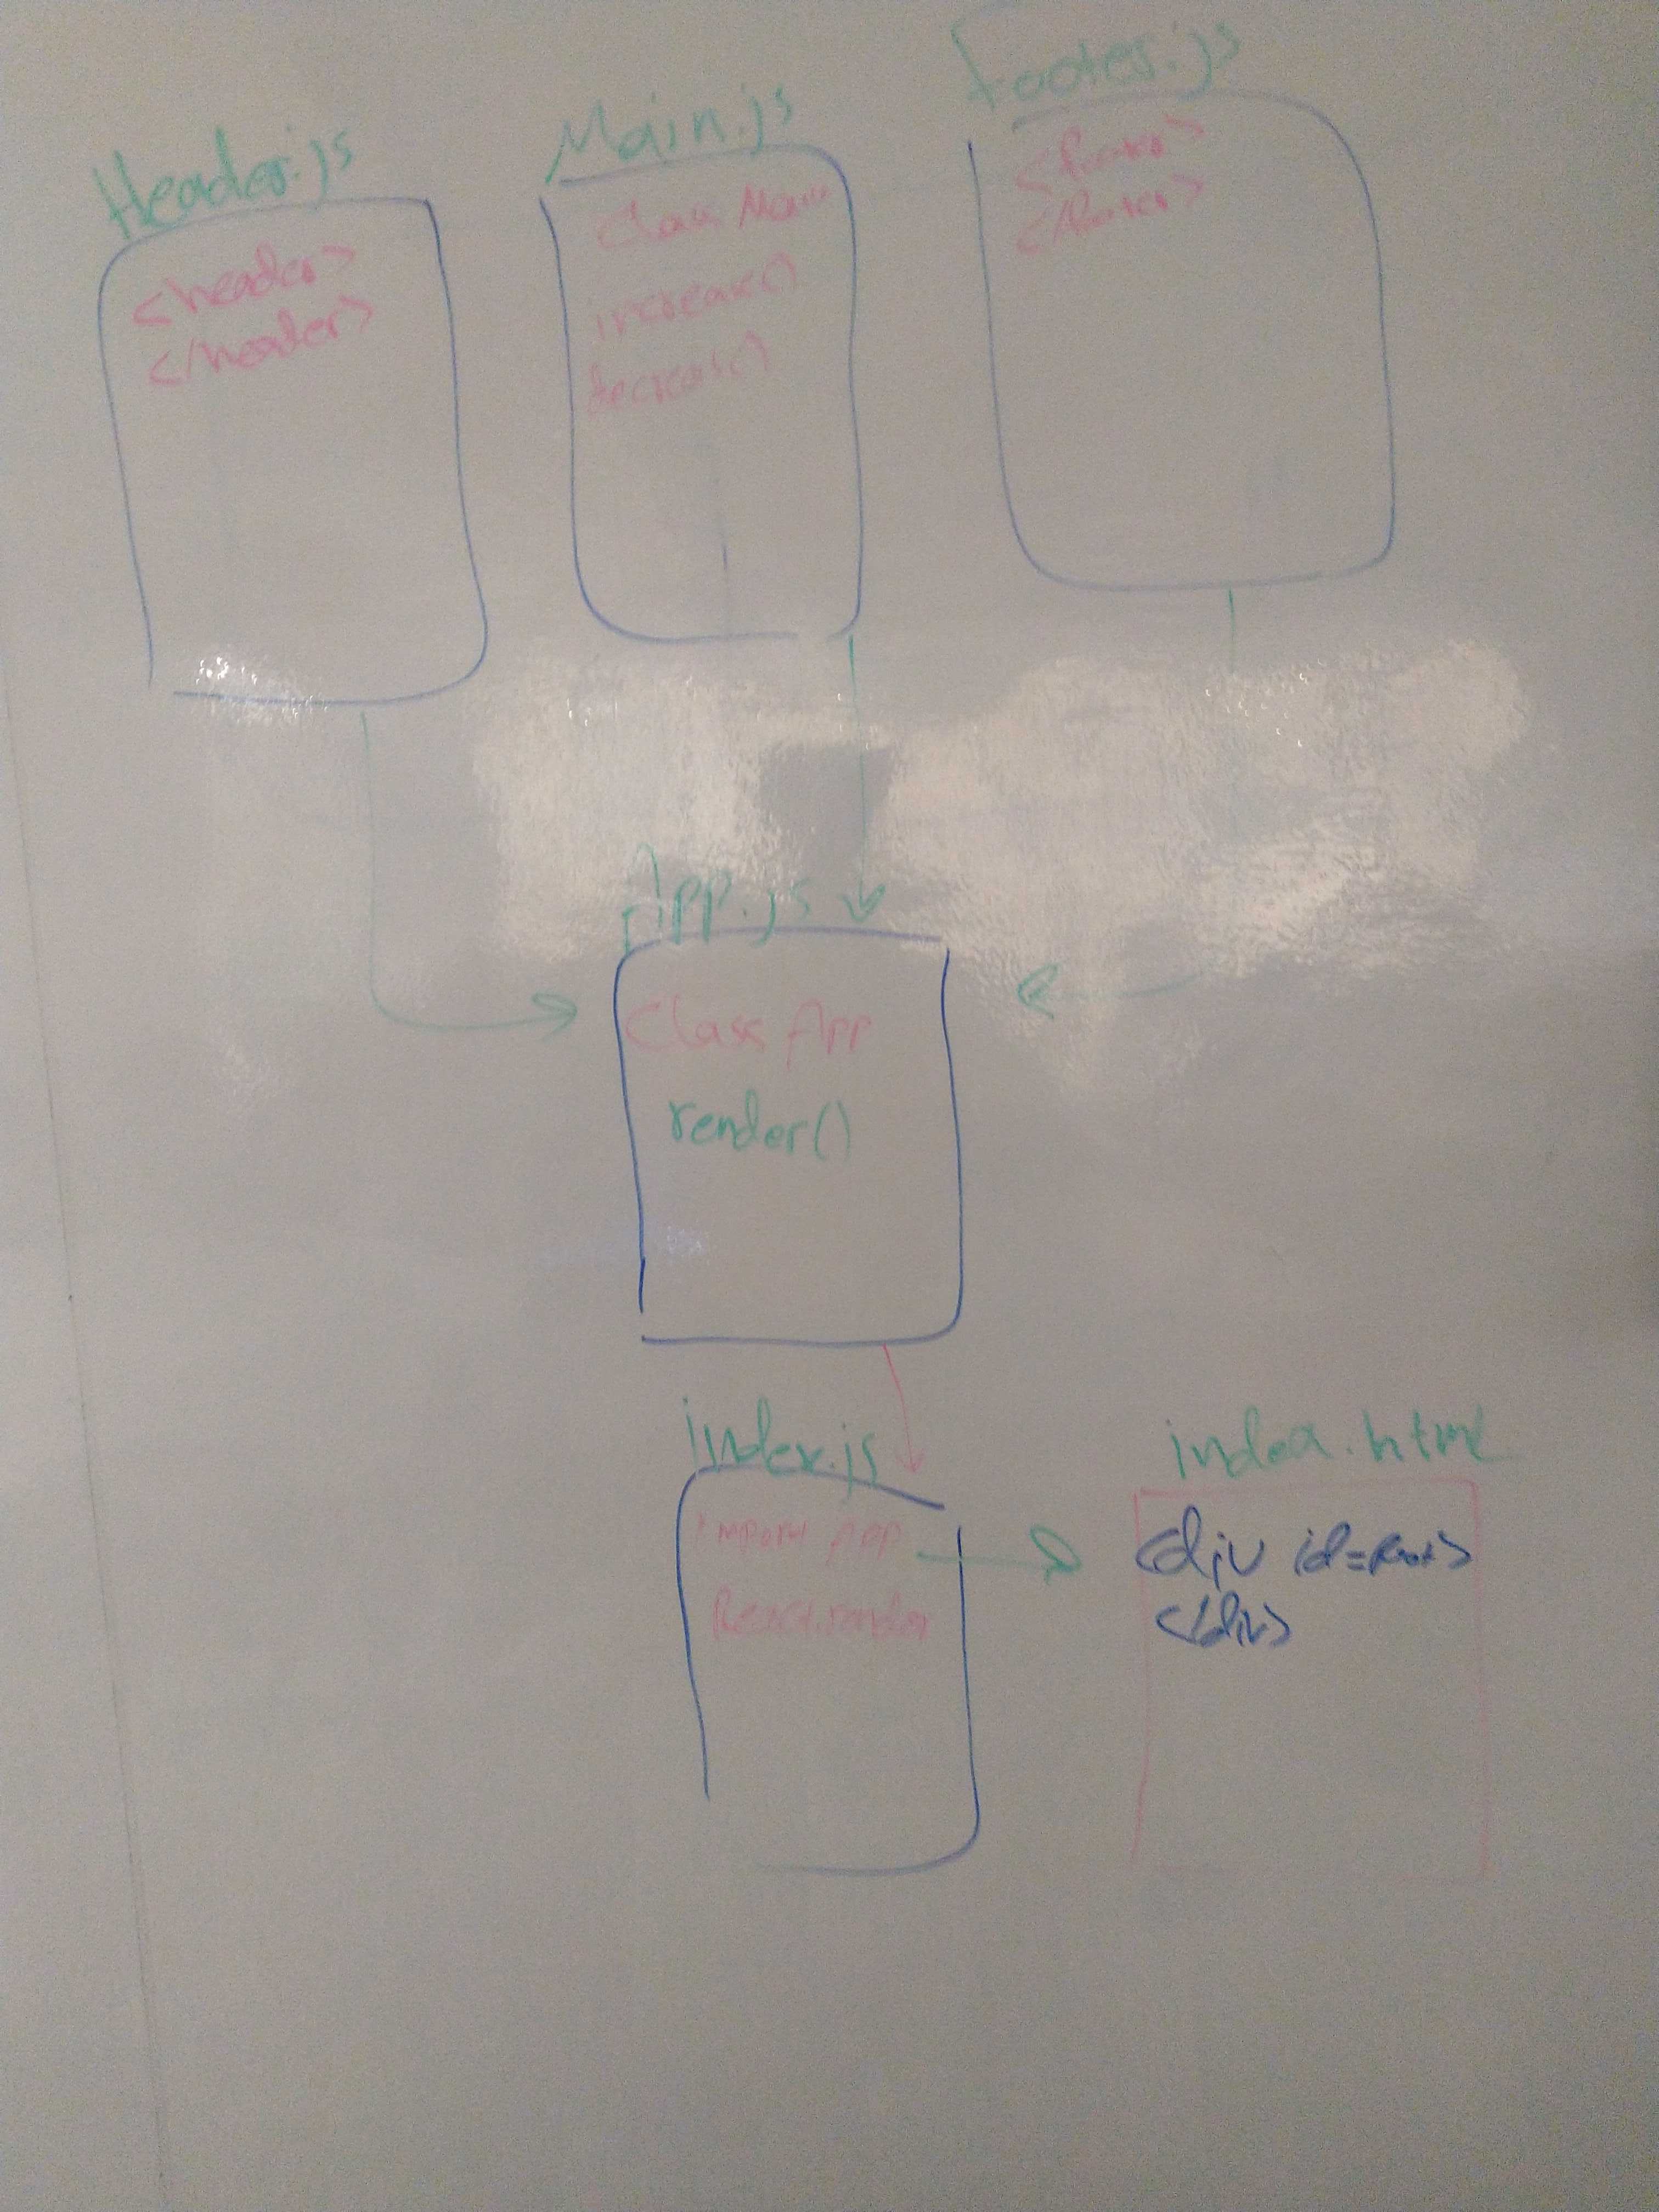 Header.js
<header>
</header>
Main.js
Class Main
increase()
decrease()
Footer.js
<footer>
</footer>
App.js
Class App
render()
index.js
import App
React.render
index.html
<div id=root>
</div>